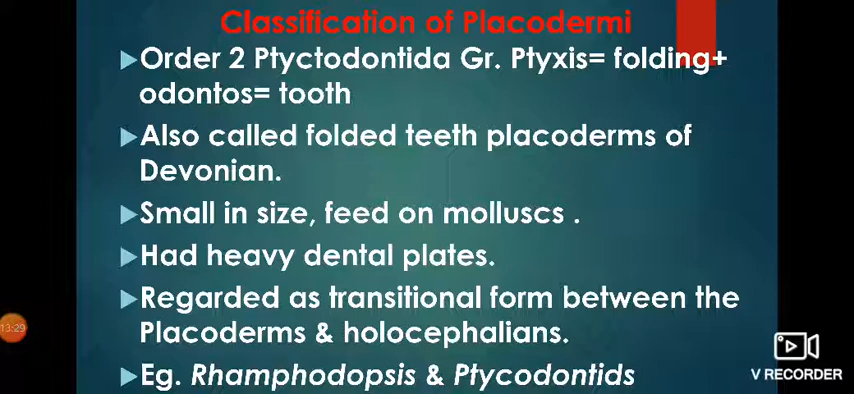 Classification of Placodermi
Order 2 Ptyctodontida Gr. Ptyxis= folding+
odontos= tooth
Also called folded teeth placoderms of
Devonian.
Small in size, feed on molluscs .
Had heavy dental plates.
Regarded as transitional form between the
Placoderms & holocephalians.
Eg. Rhamphodopsis & Ptycodontids
13:29
V RECORDER